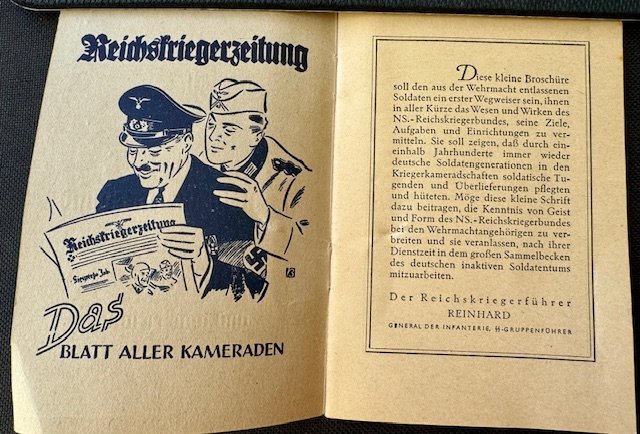 Reichskriegerzeitung
Reichskriegerzeitung
Das
BLATT ALLER KAMERADEN
Diese kleine Broschüre
soll den aus der Wehrmacht entlassenen
Soldaten ein erster Wegweiser sein, ihnen
in aller Kürze das Wesen und Wirken des
NS.-Reichskriegerbundes, seine Ziele,
Aufgaben und Einrichtungen zu ver-
mitteln. Sie soll zeigen, daß durch ein-
einhalb Jahrhunderte immer wieder
deutsche Soldatengenerationen in den
Kriegerkameradschaften soldatische Tu-
genden und Überlieferungen pflegten
und hüteten. Möge diese kleine Schrift
dazu beitragen, die Kenntnis von Geist
und Form des NS.-Reichskriegerbundes
bei den Wehrmachtangehörigen zu ver-
breiten und sie veranlassen, nach ihrer
Dienstzeit in dem großen Sammelbecken
des deutschen inaktiven Soldatentums
mitzuarbeiten.
Der Reichskriegerführer
REINHARD
GENERAL DER INFANTERIE, ᛋᛋ-GRUPPENFÜHRER